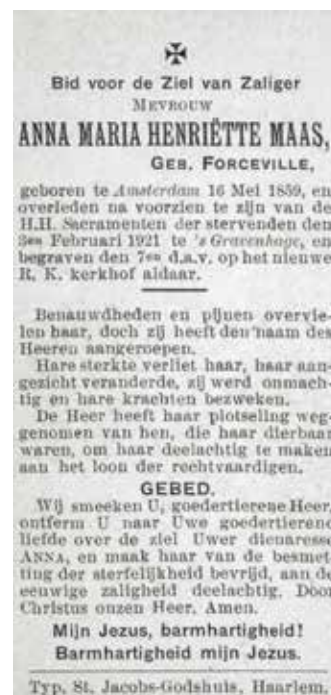 Bid voor de Ziel van Zaliger
MEVROUW
ANNA MARIA HENRIËTTE MAAS,
GEB. FORCEVILLE,
geboren te Amsterdam 16 Mei 1859, en
overleden na voorzien te zijn van de
H.H. Sacramenten der stervenden den
3en Februari 1921 te 's Gravenhage, en
begraven den 7en d.a.v. op het nieuwe
R. K. kerkhof aldaar.
Benauwdheden en pijnen overvie-
len haar, doch zij heeft den naam des
Heeren aangeroepen.
Hare sterkte verliet haar, haar aan-
gezicht veranderde, zij werd onmach-
tig en hare krachten bezweken.
De Heer heeft haar plotseling weg-
genomen van hen, die haar dierbaar
waren, om haar deelachtig te maken
aan het loon der rechtvaardigen.
GEBED.
Wij smeeken U, goedertierene Heer,
ontferm U naar Uwe goedertierene
liefde over de ziel Uwer dienaresse
ANNA, en maak haar van de besmet-
ting der sterfelijkheid bevrijd, aan de
eeuwige zaligheid deelachtig. Door
Christus onzen Heer. Amen.
Mijn Jezus, barmhartigheid!
Barmhartigheid mijn Jezus.
Typ. St. Jacobs-Godshuis, Haarlem.